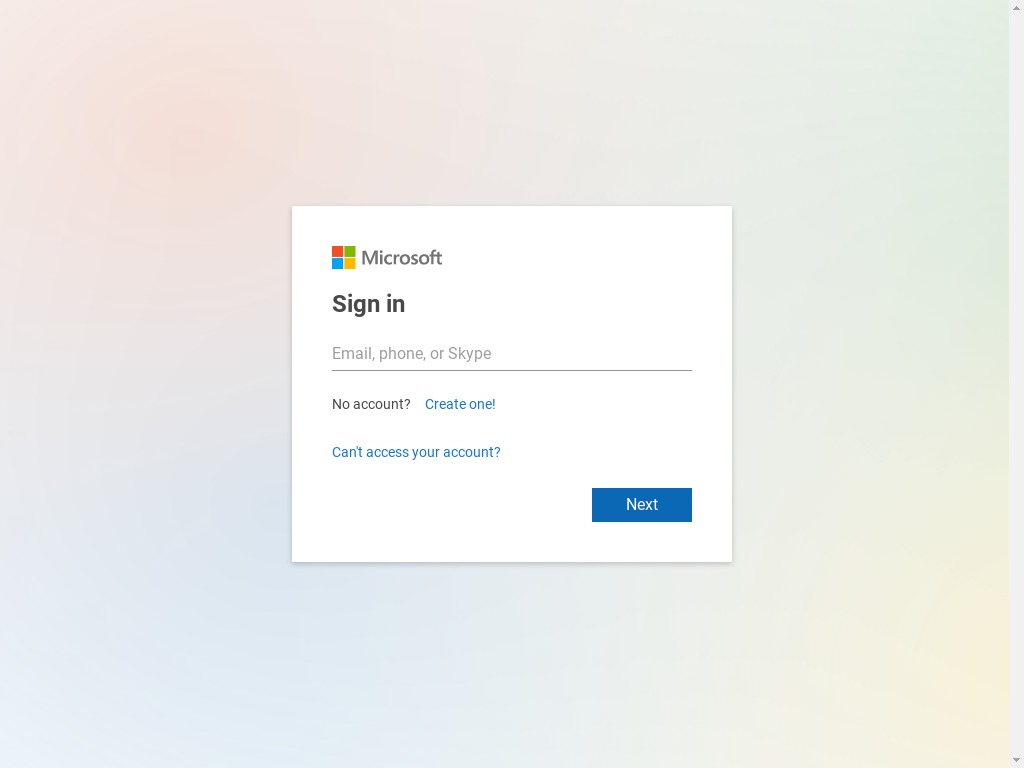 Microsoft
Sign in
Email, phone, or Skype
No account? Create one!
Can't access your account?
Next